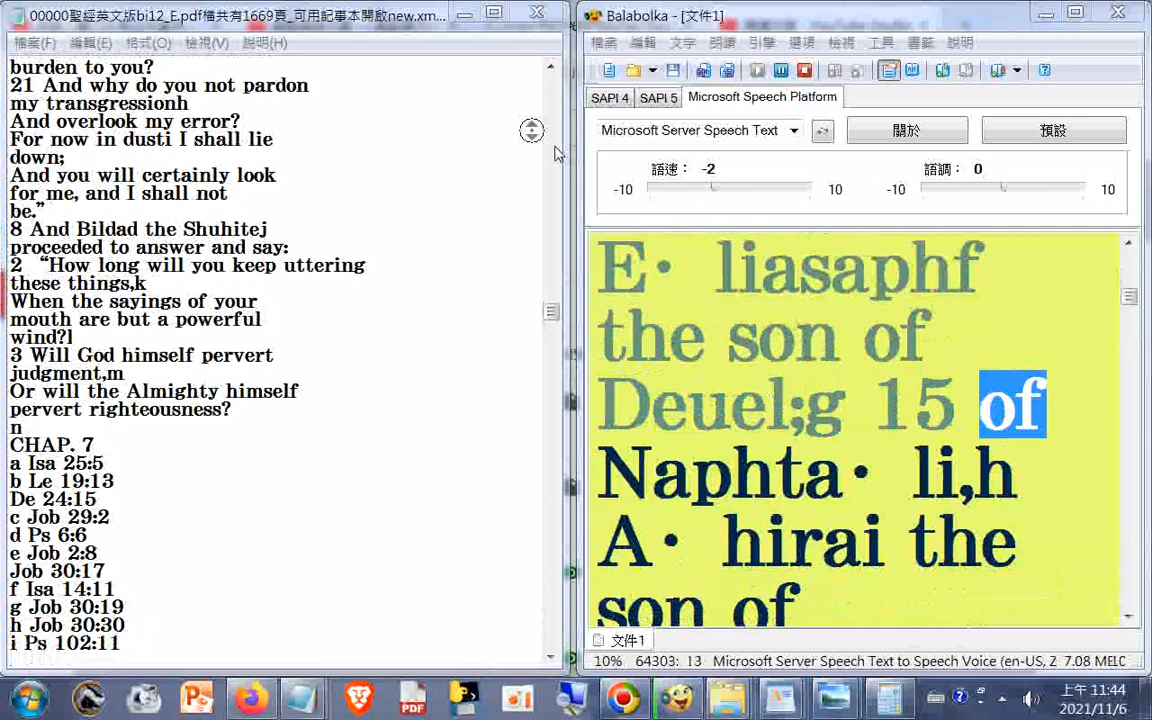 00000聖經英文版bi12_E.pdf檔共有1669頁_可用記事本開啟new.xm...
檔案(F) 編輯(E) 格式(O) 檢視(V) 說明(H)
burden to you?
21 And why do you not pardon
my transgressionh
And overlook my error?
For now in dusti I shall lie
down;
And you will certainly look
for me, and I shall not
be.”
8 And Bildad the Shuhitej
proceeded to answer and say:
2 “How long will you keep uttering
these things,k
When the sayings of your
mouth are but a powerful
wind?l
3 Will God himself pervert
judgment,m
Or will the Almighty himself
pervert righteousness?
n
CHAP. 7
a Isa 25:5
b Le 19:13
De 24:15
c Job 29:2
d Ps 6:6
e Job 2:8
Job 30:17
f Isa 14:11
g Job 30:19
h Job 30:30
i Ps 102:11
Balabolka - [文件1]
檔案 編輯 文字 朗讀 引擎 選項 檢視 工具 書籤 說明
SAPI 4 SAPI 5 Microsoft Speech Platform
Microsoft Server Speech Text 關於 預設
語速： -2 語調： 0
-10 10 -10 10
E· liasaphf
the son of
Deuel;g 15 of
Naphta· li,h
A· hirai the
son of
文件1
10% 64303: 13 Microsoft Server Speech Text to Speech Voice (en-US, 2 7.08 MELC
上午 11:44
2021/11/6